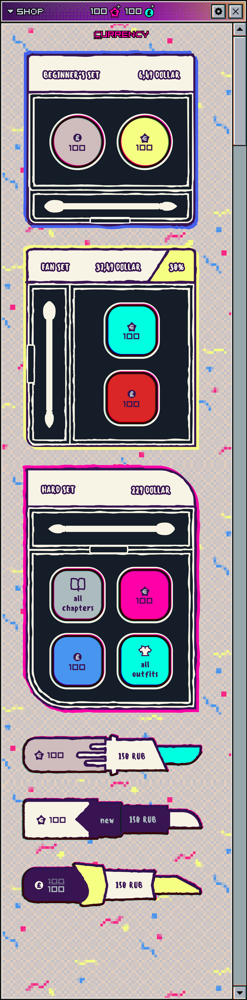 SHOP 100 € 100 £
CURRENCY
BEGINNER'S SET 6,49 DOLLAR
£ €
100 100
FAN SET 37,49 DOLLAR 30%
€
100
£
100
HARD SET 229 DOLLAR
all
chapters
€
100
£
100
all
outfits
€ 100 150 RUB
€ 100 new 150 RUB
£ 100 150 RUB
100